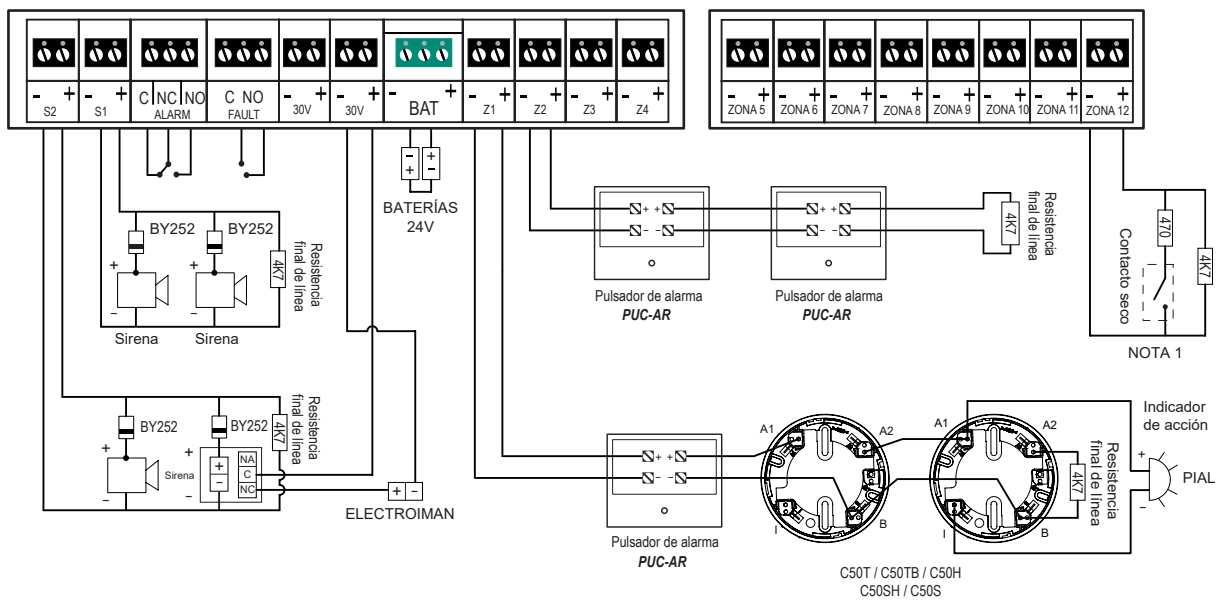 - +
S2
- +
S1
C NC NO
ALARM
C NO
FAULT
- +
30V
- +
30V
- +
BAT
- +
Z1
- +
Z2
- +
Z3
- +
Z4
- +
ZONA 5
- +
ZONA 6
- +
ZONA 7
- +
ZONA 8
- +
ZONA 9
- +
ZONA 10
- +
ZONA 11
- +
ZONA 12
- +
+ -
BATERÍAS
24V
BY252
BY252
+
-
+
-
Sirena
Sirena
4K7
Resistencia
final de línea
BY252
BY252
+
-
+
-
+
-
Sirena
NA
C
NC
4K7
Resistencia
final de línea
+ -
ELECTROIMAN
+ +
- -
Pulsador de alarma
PUC-AR
+ +
- -
Pulsador de alarma
PUC-AR
4K7
Resistencia
final de línea
470
Contacto seco
4K7
NOTA 1
+ +
- -
Pulsador de alarma
PUC-AR
A1
A2
B
I
A1
A2
B
I
C50T / C50TB / C50H
C50SH / C50S
4K7
Resistencia
final de línea
Indicador
de acción
+
-
PIAL